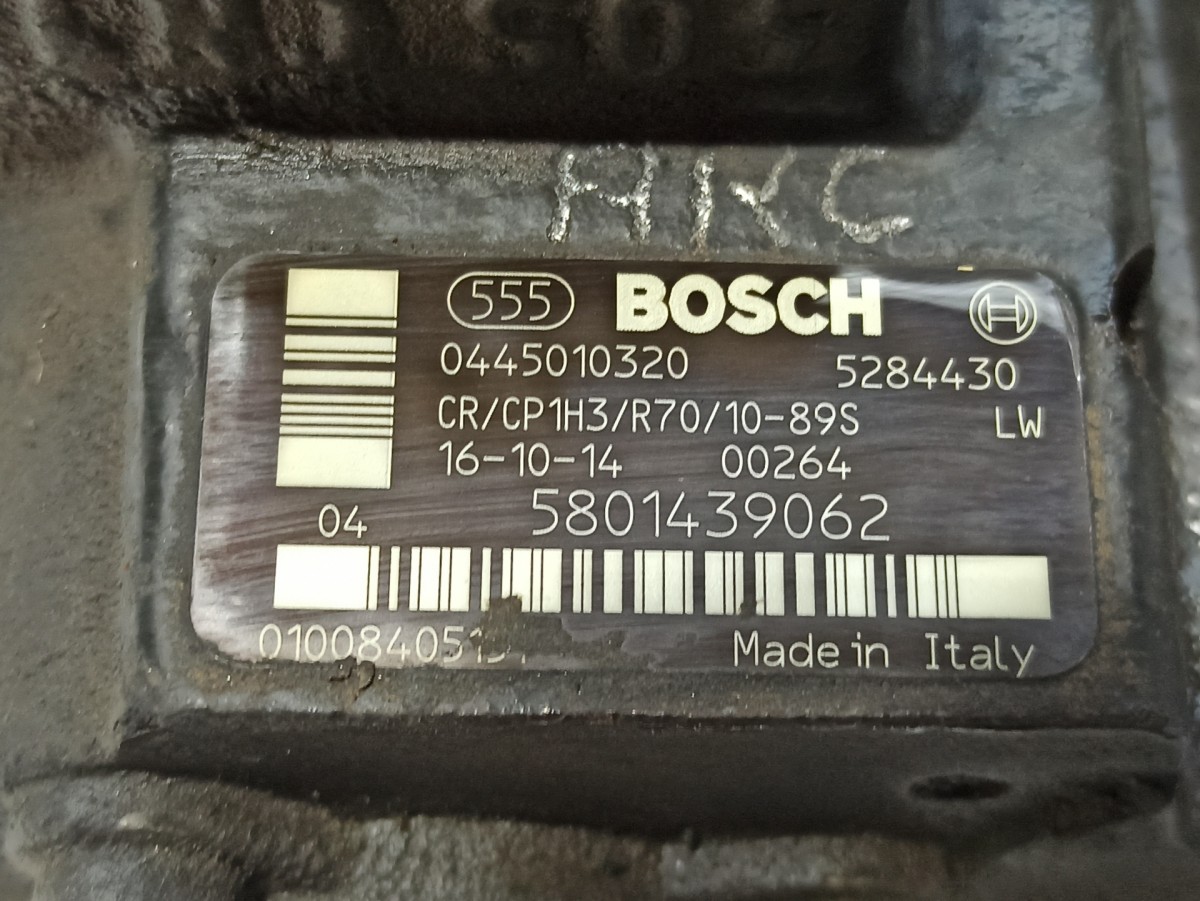 AKC
555 BOSCH
0445010320 5284430
CR/CP1H3/R70/10-89S LW
16-10-14 00264
04 5801439062
Made in Italy